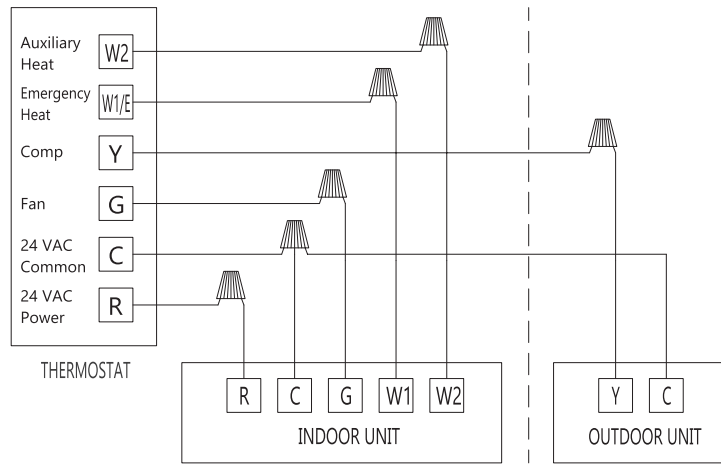 Auxiliary
Heat
W2
Emergency
Heat
W1/E
Comp
Y
Fan
G
24 VAC
Common
C
24 VAC
Power
R
THERMOSTAT
R C G W1 W2
INDOOR UNIT
Y C
OUTDOOR UNIT